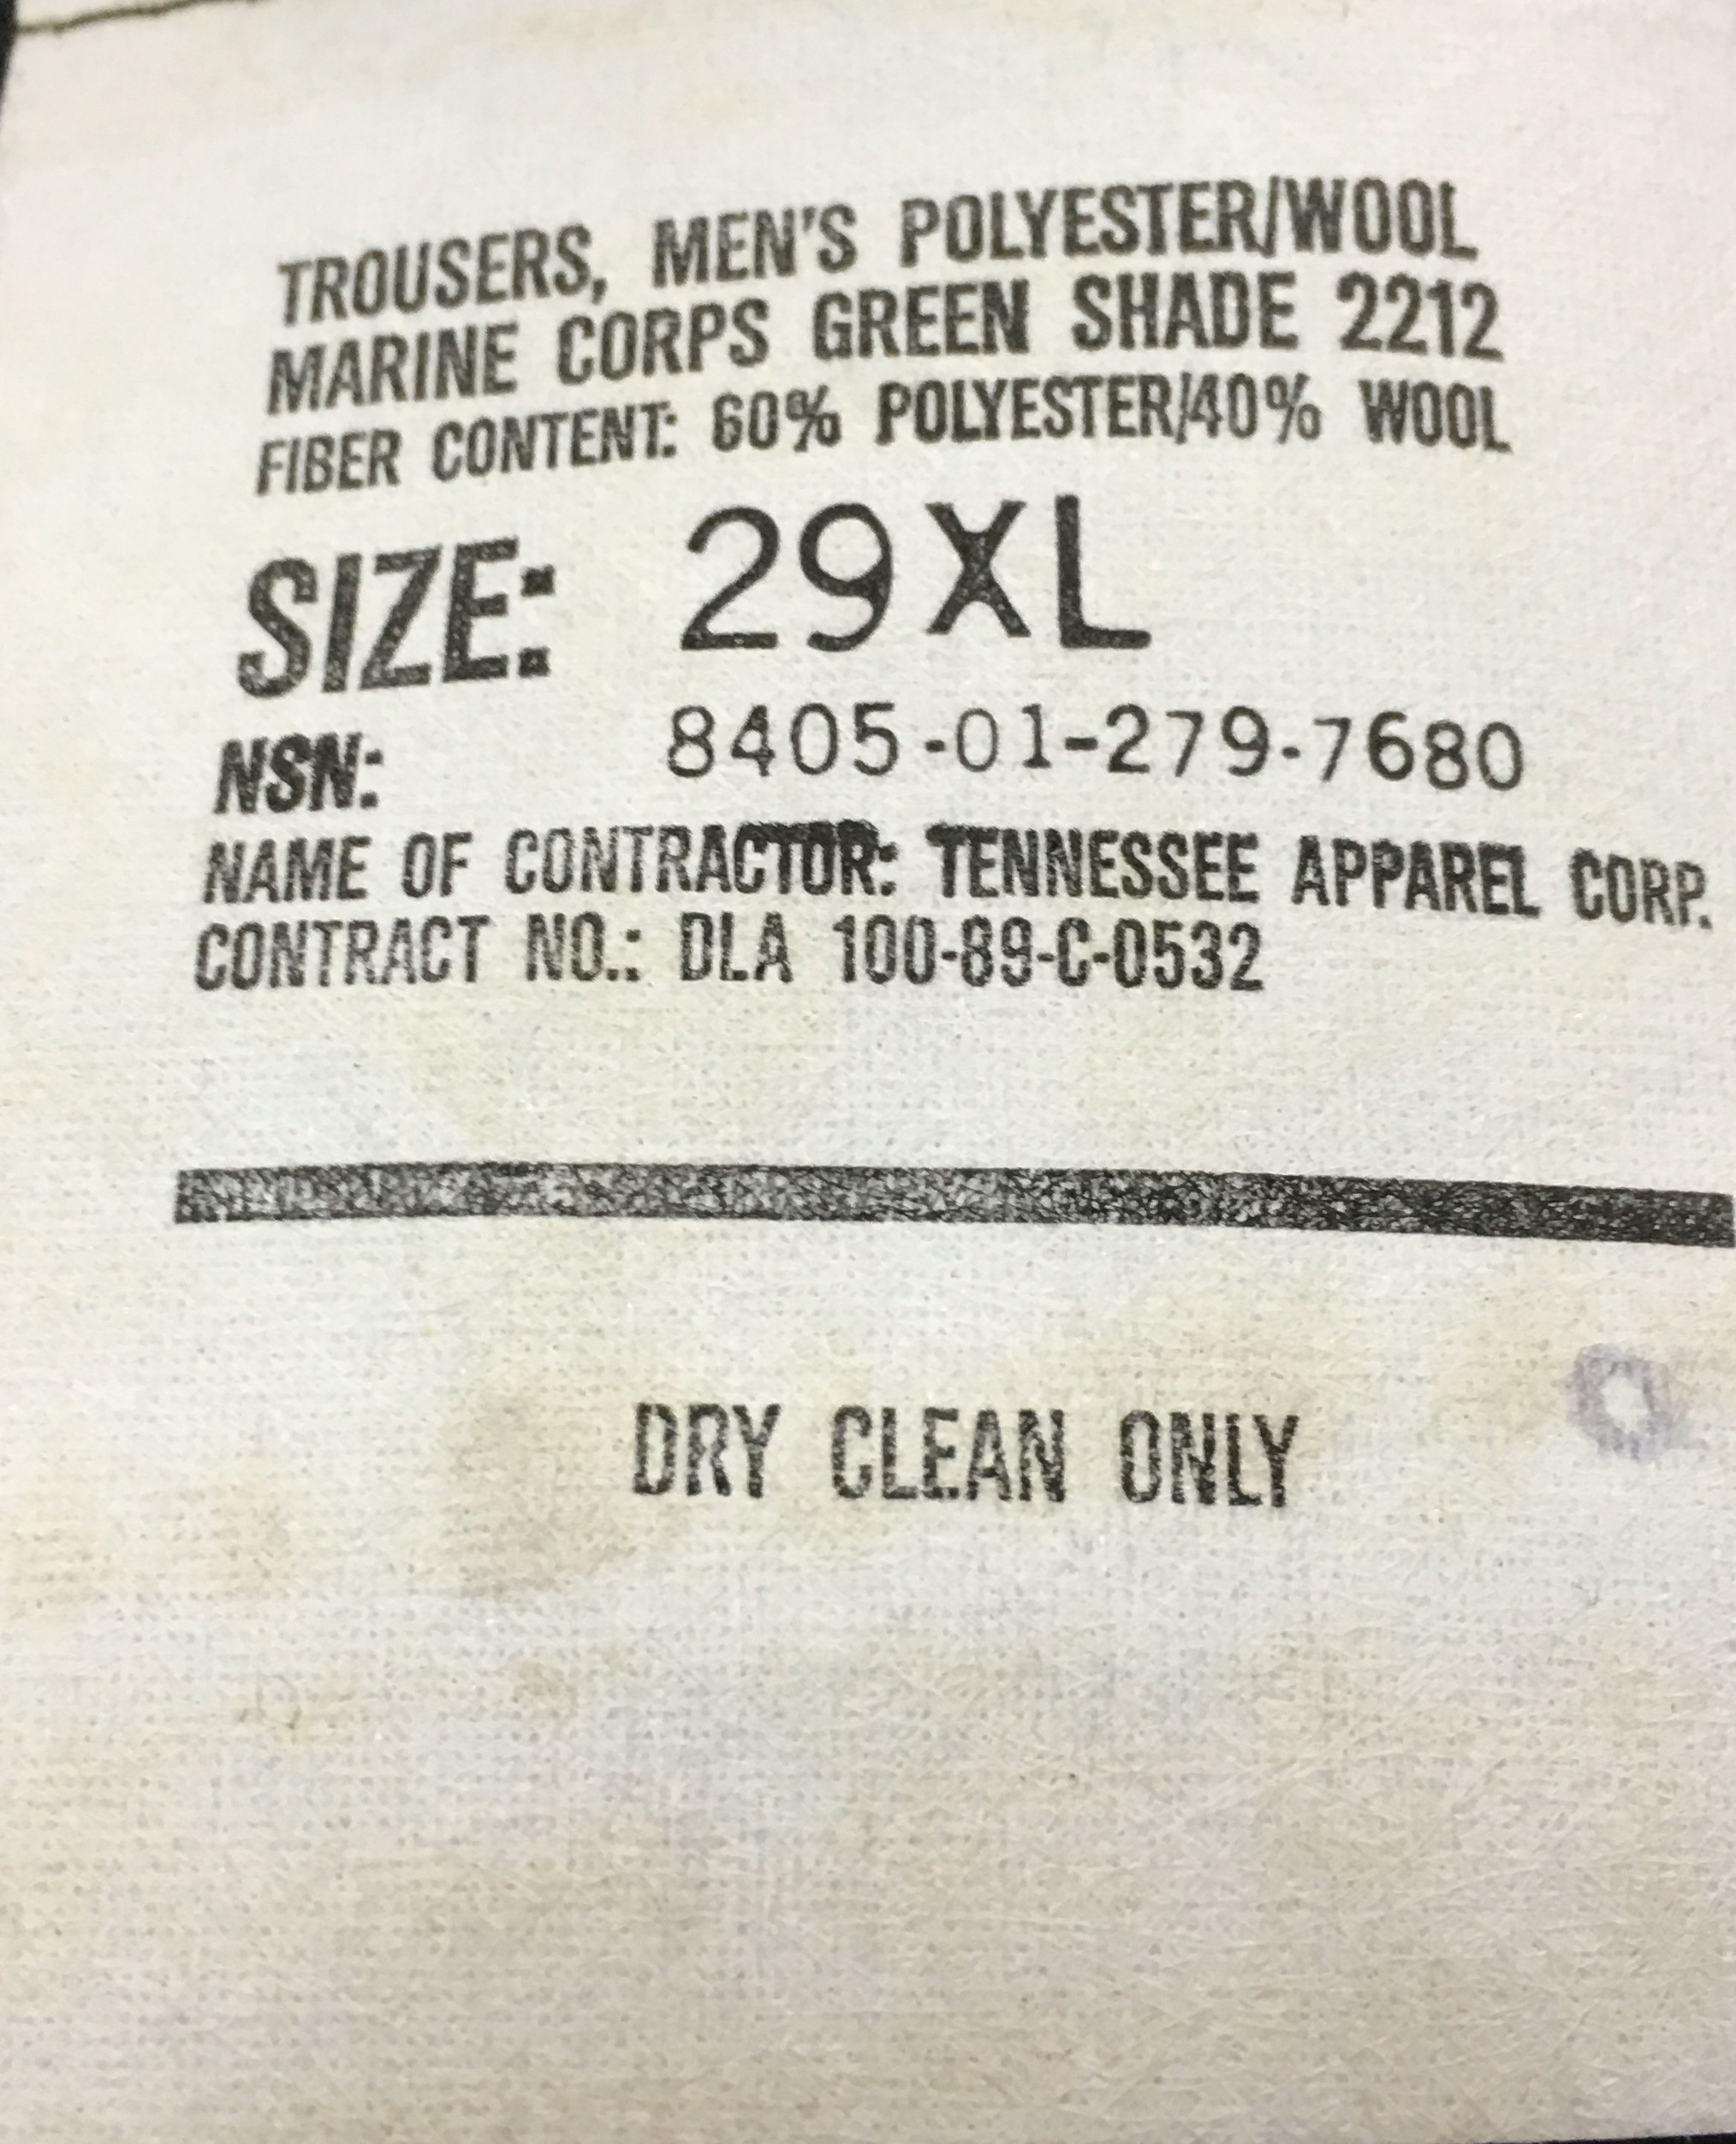 TROUSERS, MEN'S POLYESTER/WOOL
MARINE CORPS GREEN SHADE 2212
FIBER CONTENT: 60% POLYESTER/40% WOOL
SIZE: 29XL
NSN: 8405-01-279-7680
NAME OF CONTRACTOR: TENNESSEE APPAREL CORP.
CONTRACT NO.: DLA 100-89-C-0532
DRY CLEAN ONLY